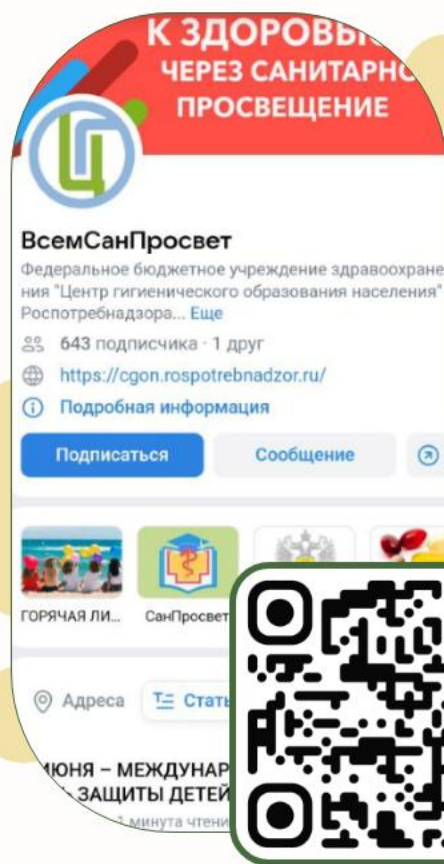 К ЗДОРОВЬЮ
ЧЕРЕЗ САНИТАРНО
ПРОСВЕЩЕНИЕ
ВсемСанПросвет
Федеральное бюджетное учреждение здравоохране
ния "Центр гигиенического образования населения"
Роспотребнадзора... Еще
643 подписчика · 1 друг
https://cgon.rospotrebnadzor.ru/
Подробная информация
Подписаться Сообщение
ГОРЯЧАЯ ЛИ... СанПросвет
Адреса Стать
ИЮНЯ – МЕЖДУНАР
ЗАЩИТЫ ДЕТЕЙ
1 минута чтени